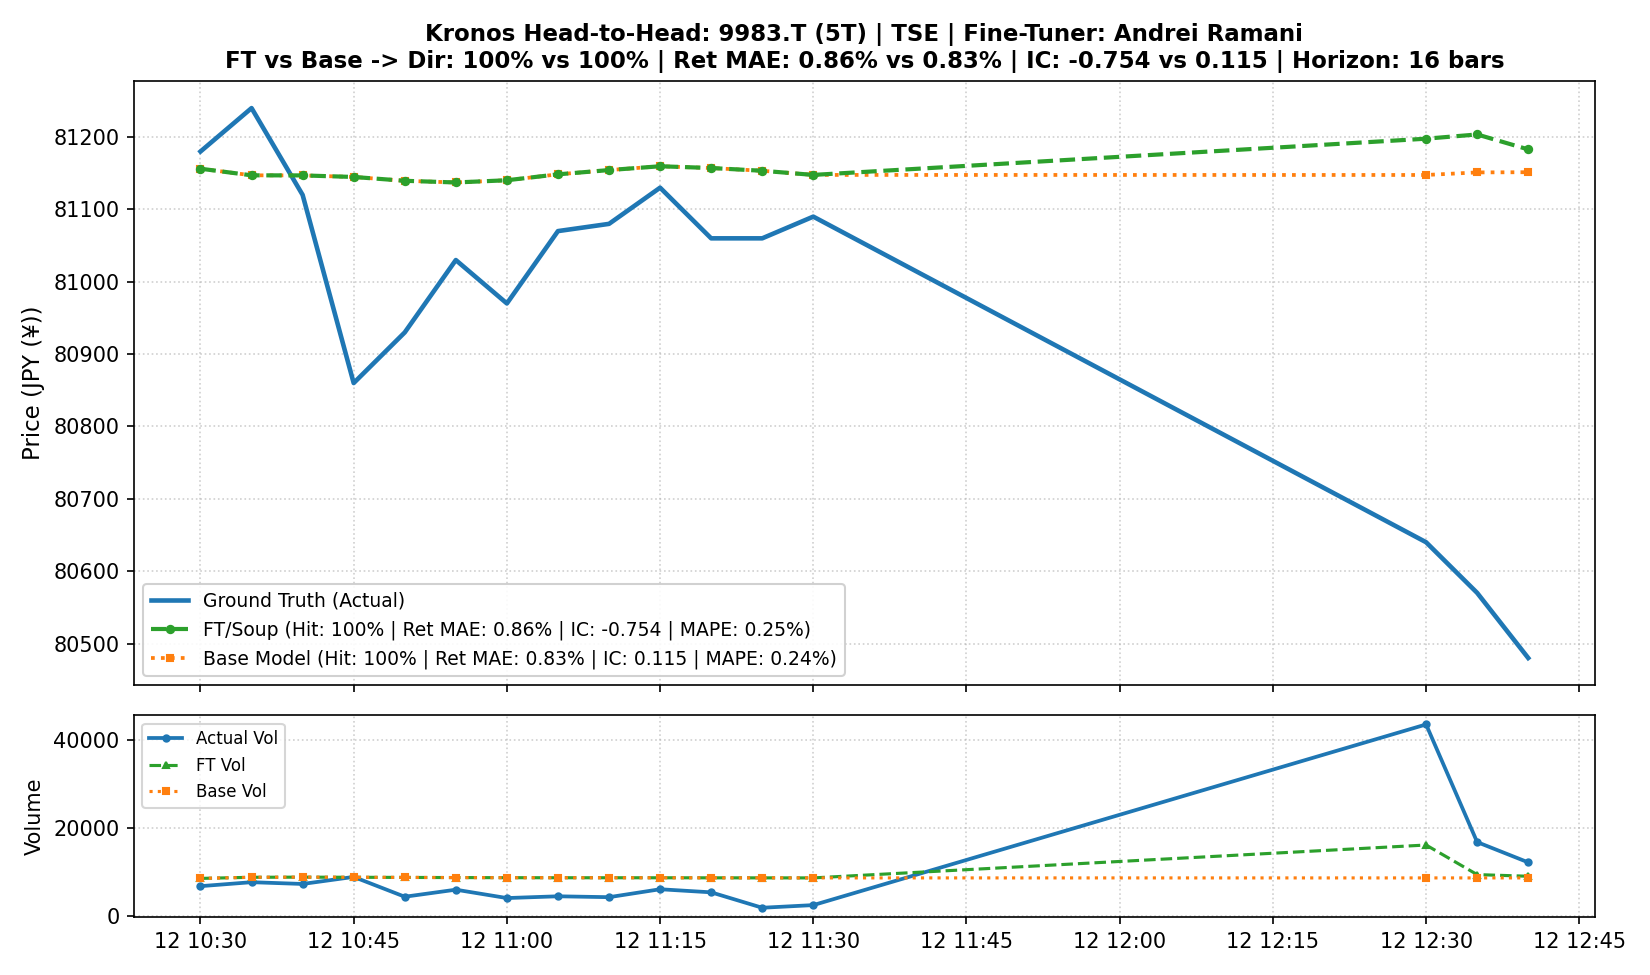 Kronos Head-to-Head: 9983.T (5T) | TSE | Fine-Tuner: Andrei Ramani
FT vs Base -> Dir: 100% vs 100% | Ret MAE: 0.86% vs 0.83% | IC: -0.754 vs 0.115 | Horizon: 16 bars
Price (JPY (¥))
81200
81100
81000
80900
80800
80700
80600
80500
Ground Truth (Actual)
FT/Soup (Hit: 100% | Ret MAE: 0.86% | IC: -0.754 | MAPE: 0.25%)
Base Model (Hit: 100% | Ret MAE: 0.83% | IC: 0.115 | MAPE: 0.24%)
Volume
40000
20000
0
Actual Vol
FT Vol
Base Vol
12 10:30 12 10:45 12 11:00 12 11:15 12 11:30 12 11:45 12 12:00 12 12:15 12 12:30 12 12:45